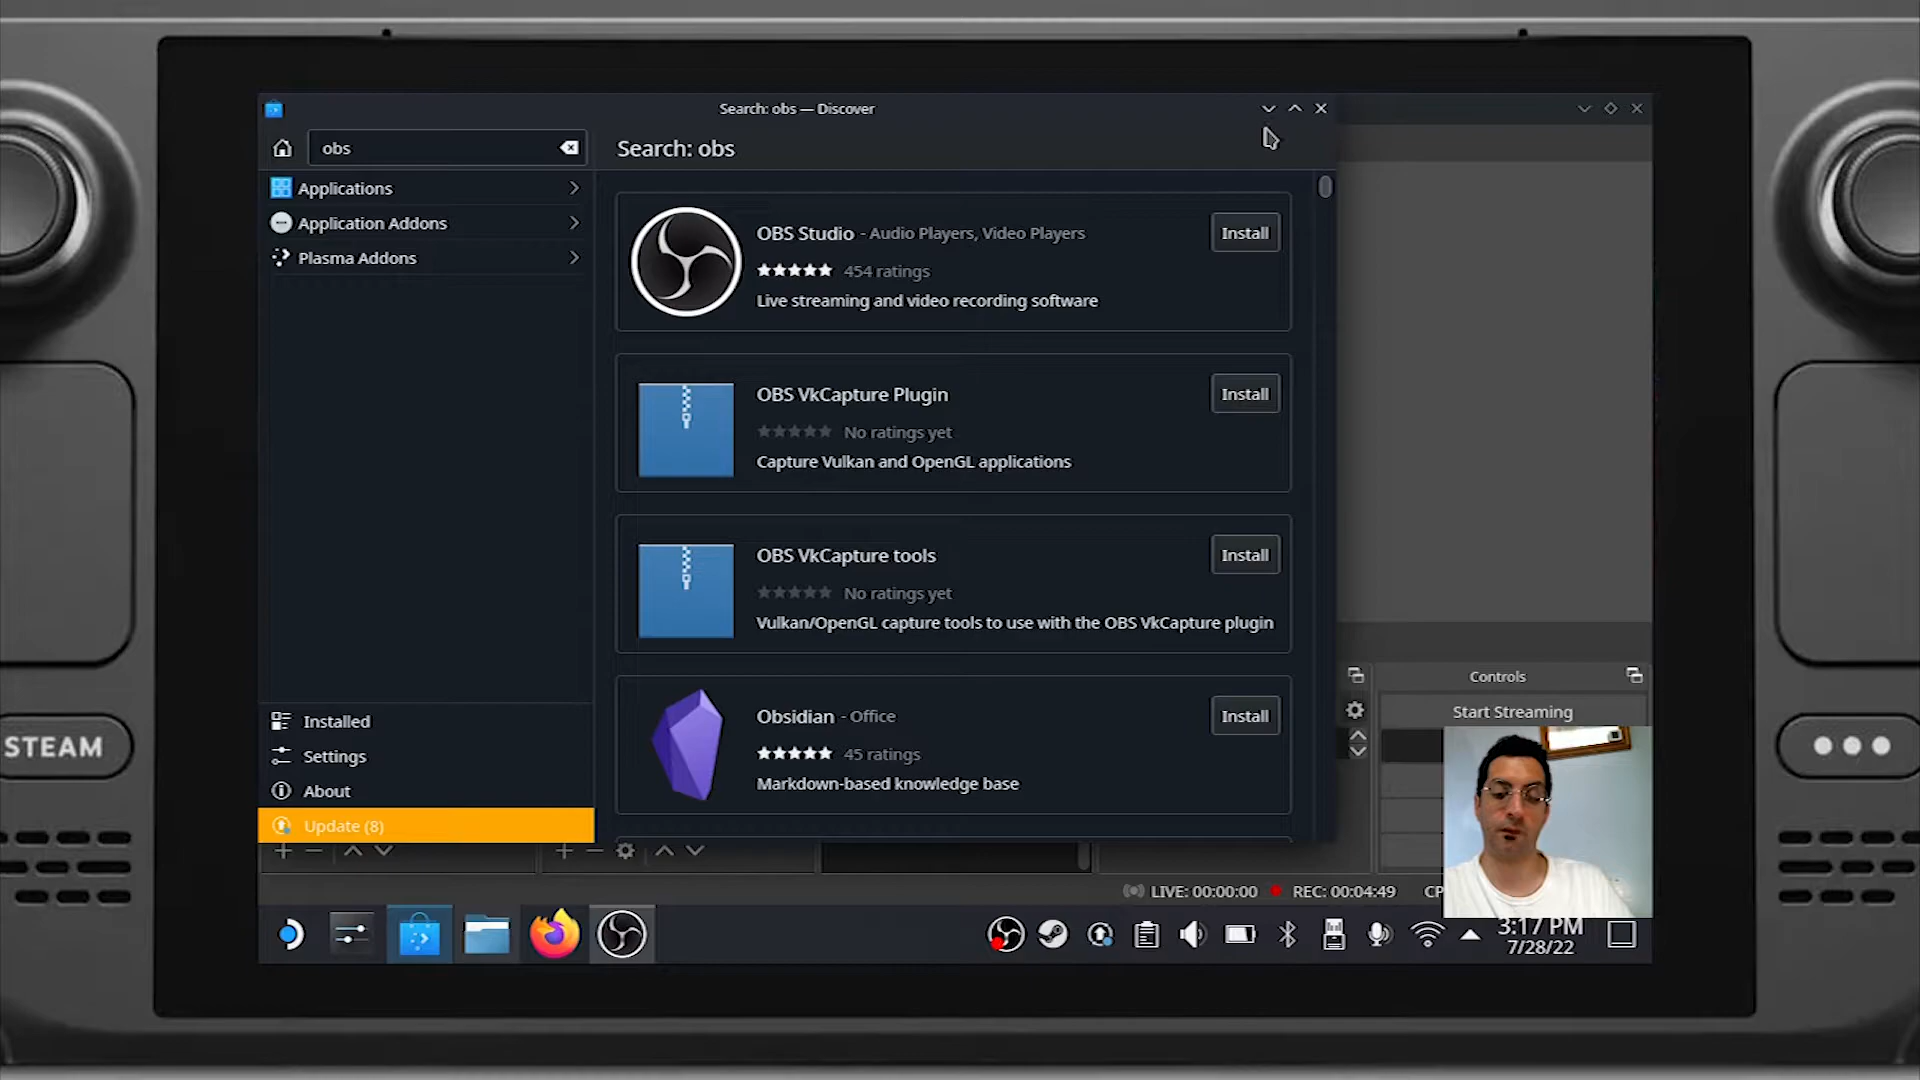 Search: obs — Discover
obs
Search: obs
Applications
Application Addons
Plasma Addons
OBS Studio - Audio Players, Video Players
Install
454 ratings
Live streaming and video recording software
OBS VkCapture Plugin
Install
No ratings yet
Capture Vulkan and OpenGL applications
OBS VkCapture tools
Install
No ratings yet
Vulkan/OpenGL capture tools to use with the OBS VkCapture plugin
Obsidian - Office
Install
45 ratings
Markdown-based knowledge base
Installed
Settings
About
Update (8)
Controls
Start Streaming
STEAM
LIVE: 00:00:00
REC: 00:04:49
CP
3:17 PM
7/28/22